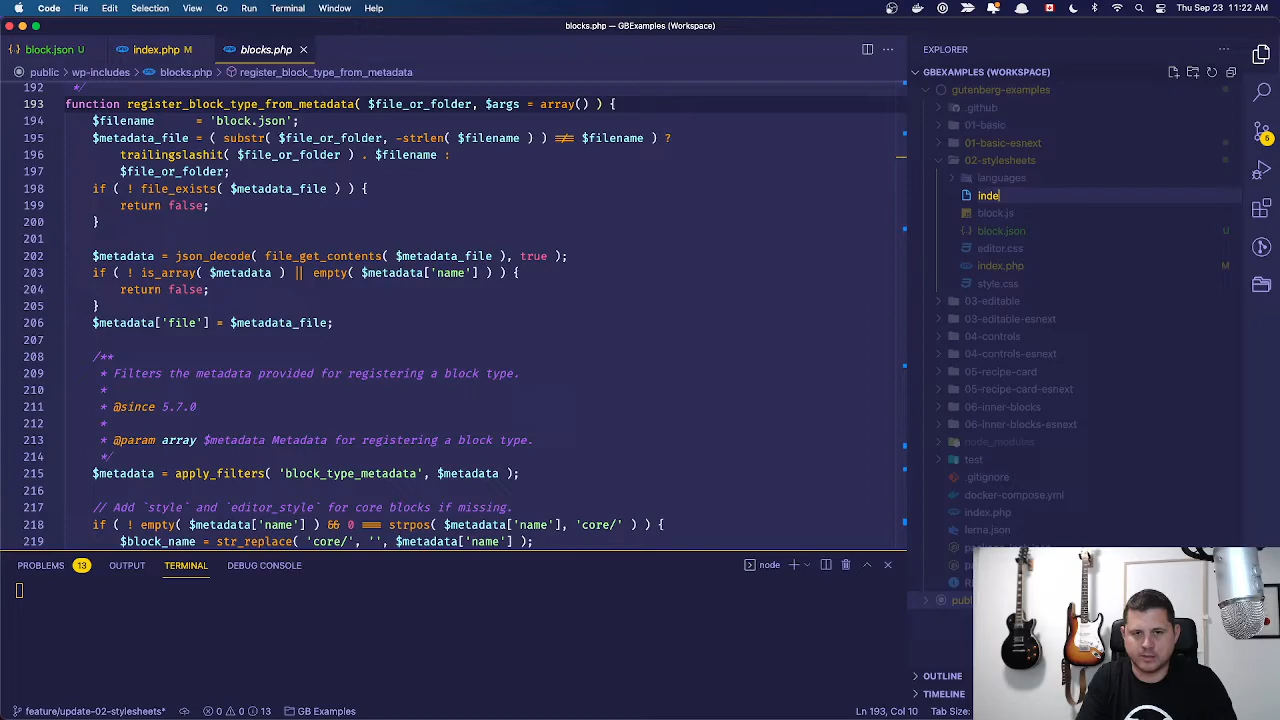 Code File Edit Selection View Go Run Terminal Window Help Thu Sep 23 11:22 AM
blocks.php — GBExamples (Workspace)
block.json U index.php M blocks.php EXPLORER
public > wp-includes > blocks.php > register_block_type_from_metadata
192 */
193 function register_block_type_from_metadata( $file_or_folder, $args = array() ) {
194 $filename = 'block.json';
195 $metadata_file = ( substr( $file_or_folder, -strlen( $filename ) ) !== $filename ) ?
196 trailingslashit( $file_or_folder ) . $filename :
197 $file_or_folder;
198 if ( ! file_exists( $metadata_file ) ) {
199 return false;
200 }
201
202 $metadata = json_decode( file_get_contents( $metadata_file ), true );
203 if ( ! is_array( $metadata ) || empty( $metadata['name'] ) ) {
204 return false;
205 }
206 $metadata['file'] = $metadata_file;
207
208 /**
209 * Filters the metadata provided for registering a block type.
210 *
211 * @since 5.7.0
212 *
213 * @param array $metadata Metadata for registering a block type.
214 */
215 $metadata = apply_filters( 'block_type_metadata', $metadata );
216
217 // Add `style` and `editor_style` for core blocks if missing.
218 if ( ! empty( $metadata['name'] ) && 0 === strpos( $metadata['name'], 'core/' ) ) {
219 $block_name = str_replace( 'core/', '', $metadata['name'] );
GBEXAMPLES (WORKSPACE)
gutenberg-examples
.github
01-basic
01-basic-esnext
02-stylesheets
languages
inde
block.js
block.json U
editor.css
index.php M
style.css
03-editable
03-editable-esnext
04-controls
04-controls-esnext
05-recipe-card
05-recipe-card-esnext
06-inner-blocks
06-inner-blocks-esnext
node_modules
test
.gitignore
docker-compose.yml
index.php
lerna.json
5
OUTLINE
TIMELINE
PROBLEMS 13 OUTPUT TERMINAL DEBUG CONSOLE node
feature/update-02-stylesheets* 0 0 13 GB Examples Ln 193, Col 10 Tab Size: